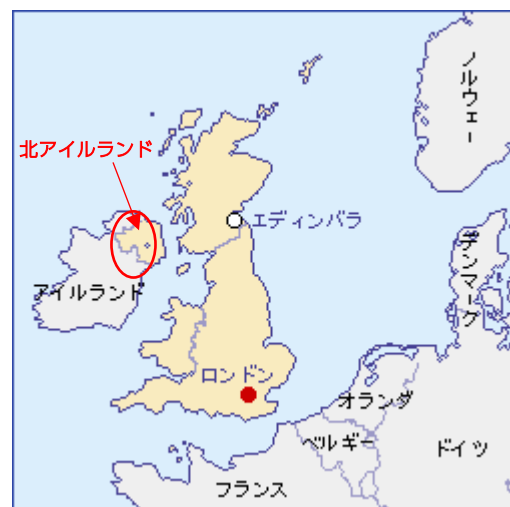 ノルウェー
北アイルランド
エディンバラ
デンマーク
アイルランド
ロンドン
オランダ
ベルギー
ドイツ
フランス